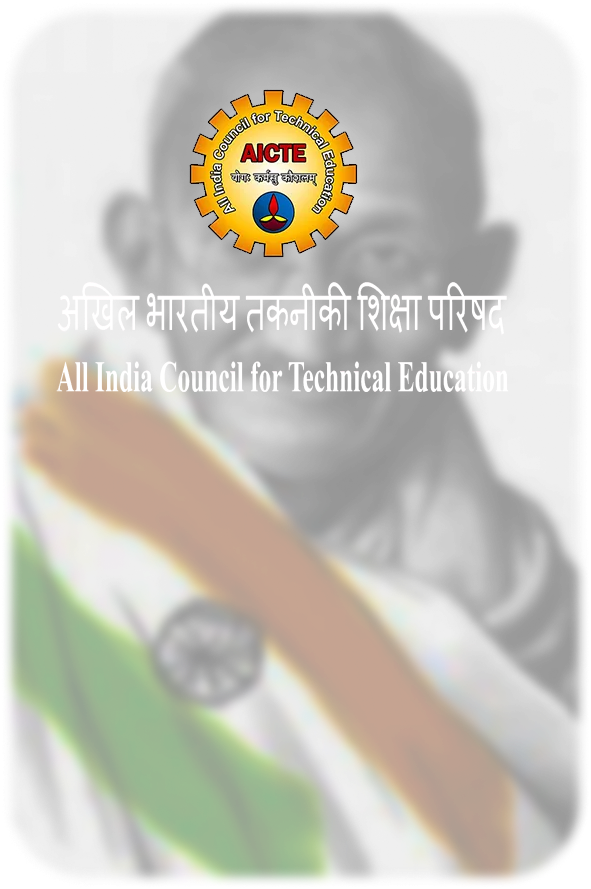 All India Council for Technical Education
AICTE
योगः कर्मसु कौशलम्
अखिल भारतीय तकनीकी शिक्षा परिषद
All India Council for Technical Education